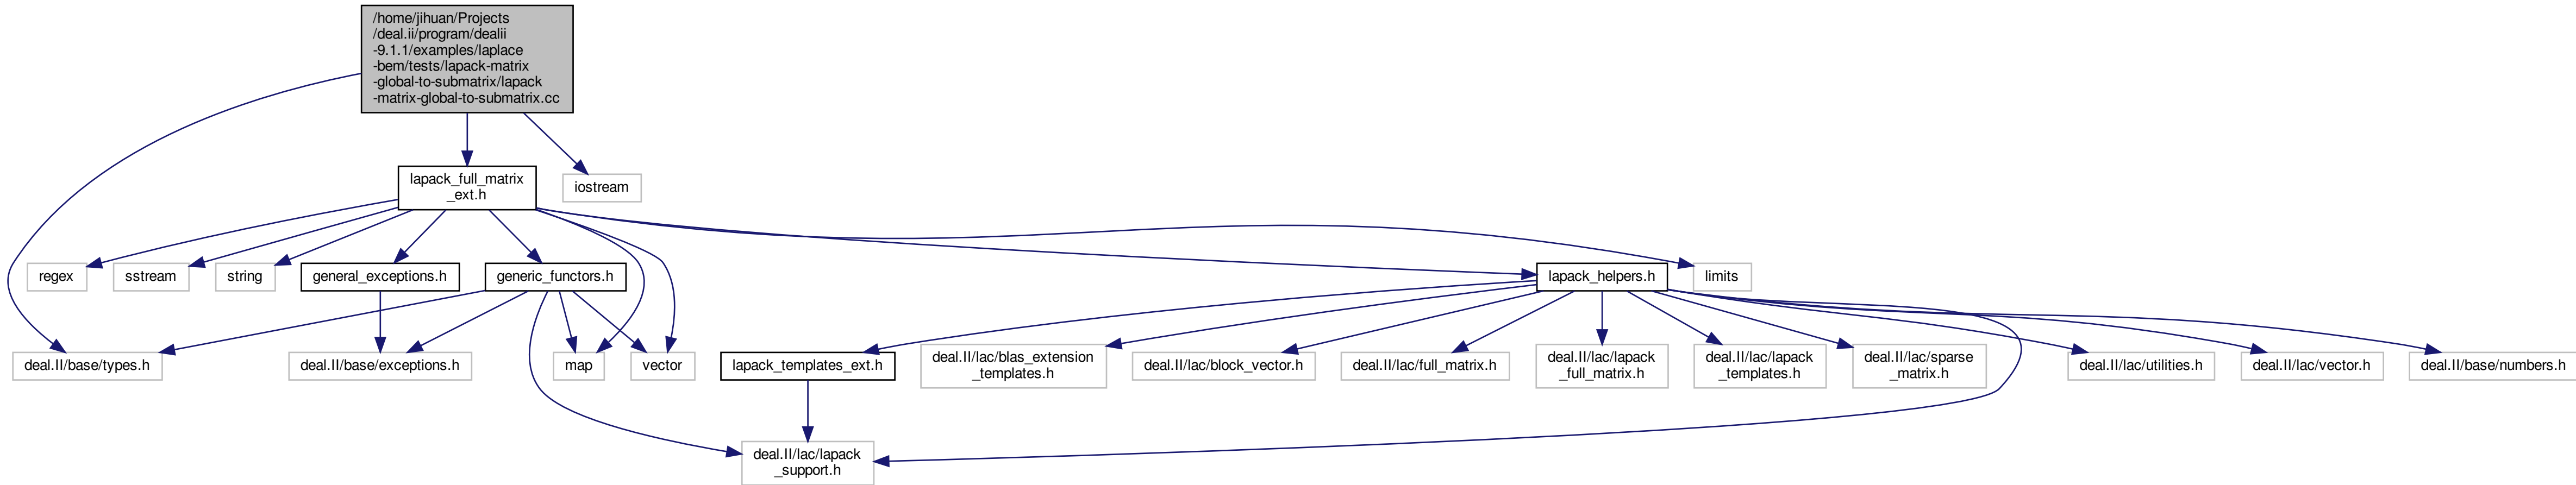 /home/jihuan/Projects
/deal.ii/program/dealii
-9.1.1/examples/laplace
-bem/tests/lapack-matrix
-global-to-submatrix/lapack
-matrix-global-to-submatrix.cc
lapack_full_matrix
_ext.h
iostream
regex
sstream
string
general_exceptions.h
generic_functors.h
lapack_helpers.h
limits
deal.II/base/types.h
deal.II/base/exceptions.h
map
vector
lapack_templates_ext.h
deal.II/lac/blas_extension
_templates.h
deal.II/lac/block_vector.h
deal.II/lac/full_matrix.h
deal.II/lac/lapack
_full_matrix.h
deal.II/lac/lapack
_templates.h
deal.II/lac/sparse
_matrix.h
deal.II/lac/utilities.h
deal.II/lac/vector.h
deal.II/base/numbers.h
deal.II/lac/lapack
_support.h